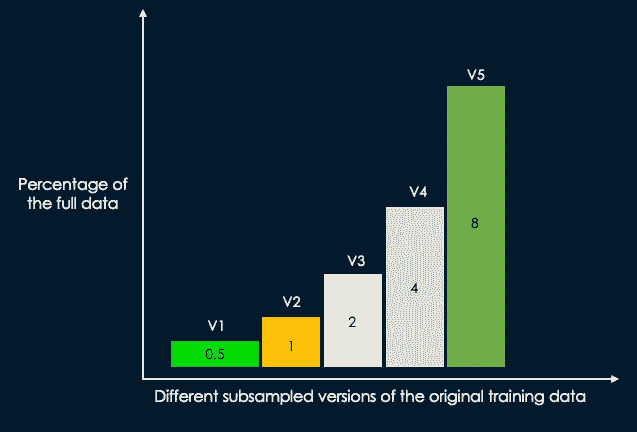 V5
V4
V3
V2
V1
Percentage of
the full data
8
4
2
1
0.5
Different subsampled versions of the original training data